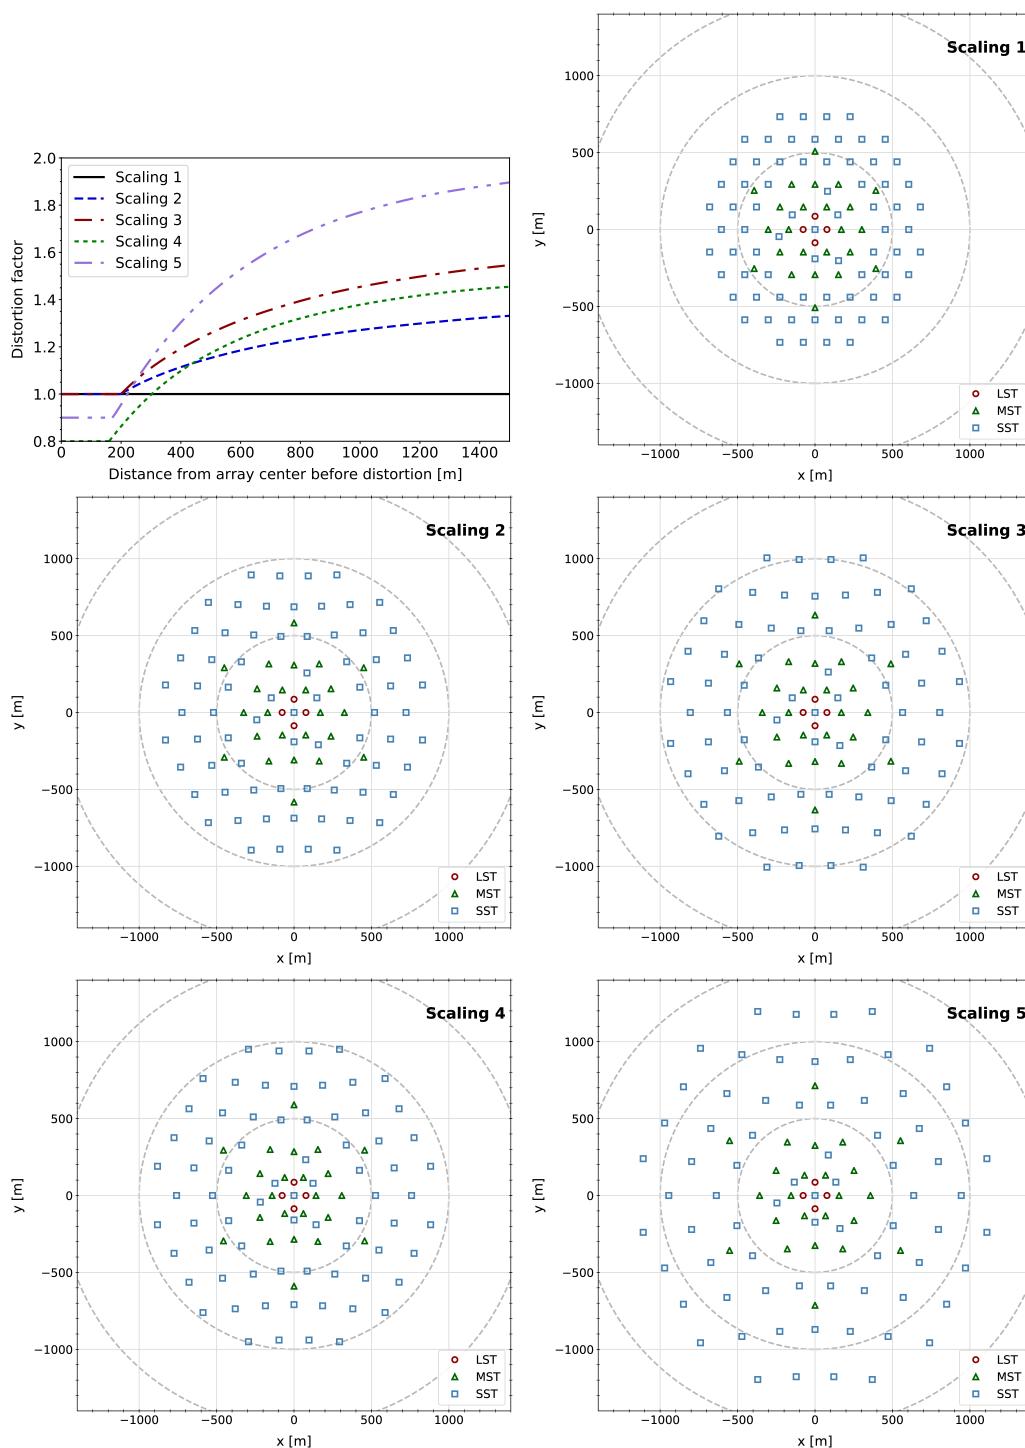 Scaling 1
1000
500
0
−500
−1000
y [m]
LST
MST
SST
−1000 −500 0 500 1000
x [m]
2.0
1.8
1.6
1.4
1.2
1.0
0.8
Distortion factor
Scaling 1
Scaling 2
Scaling 3
Scaling 4
Scaling 5
0 200 400 600 800 1000 1200 1400
Distance from array center before distortion [m]
Scaling 2
1000
500
0
−500
−1000
y [m]
LST
MST
SST
−1000 −500 0 500 1000
x [m]
Scaling 3
1000
500
0
−500
−1000
y [m]
LST
MST
SST
−1000 −500 0 500 1000
x [m]
Scaling 4
1000
500
0
−500
−1000
y [m]
LST
MST
SST
−1000 −500 0 500 1000
x [m]
Scaling 5
1000
500
0
−500
−1000
y [m]
LST
MST
SST
−1000 −500 0 500 1000
x [m]